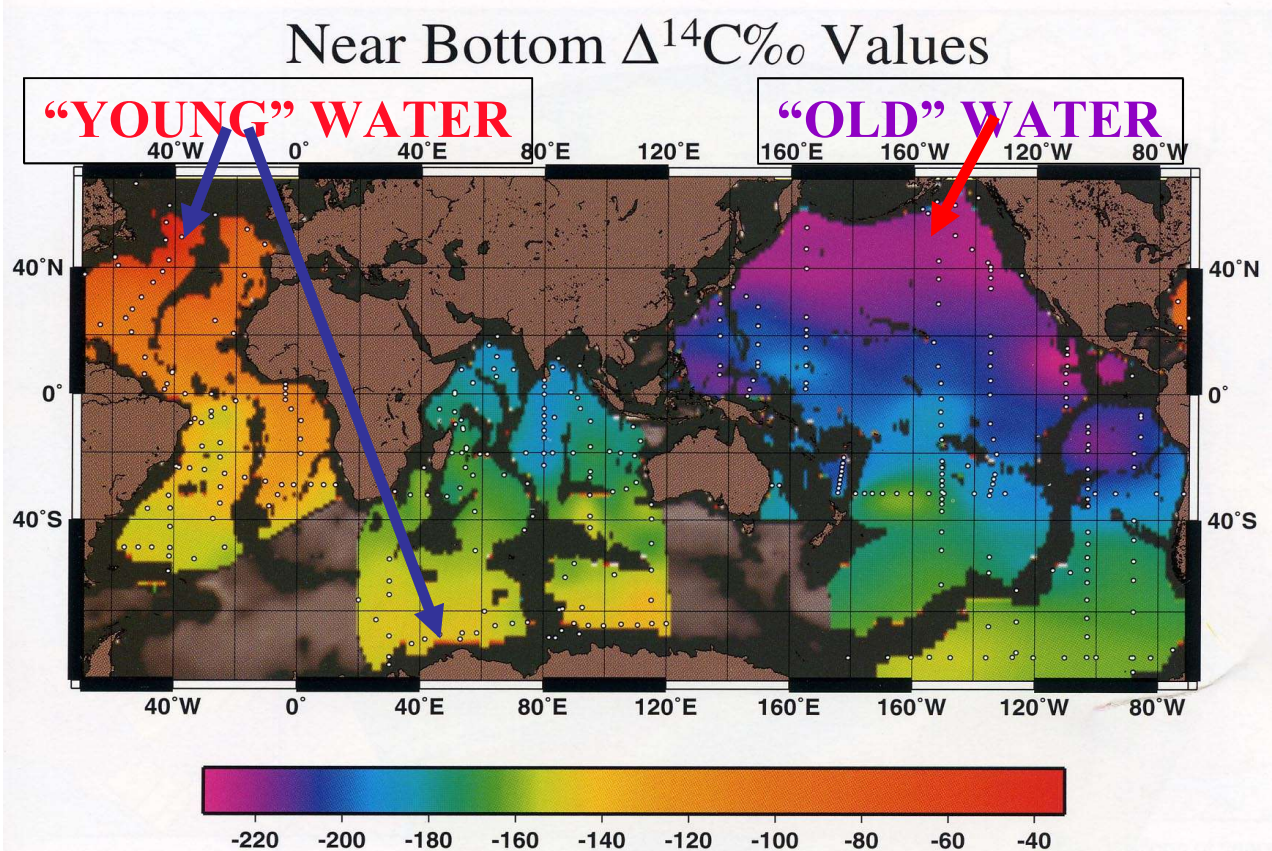 Near Bottom Δ¹⁴C‰ Values
“YOUNG” WATER
“OLD” WATER
40˚W 0˚ 40˚E 80˚E 120˚E 160˚E 160˚W 120˚W 80˚W
40˚N 40˚N
0˚ 0˚
40˚S 40˚S
40˚W 0˚ 40˚E 80˚E 120˚E 160˚E 160˚W 120˚W 80˚W
-220 -200 -180 -160 -140 -120 -100 -80 -60 -40